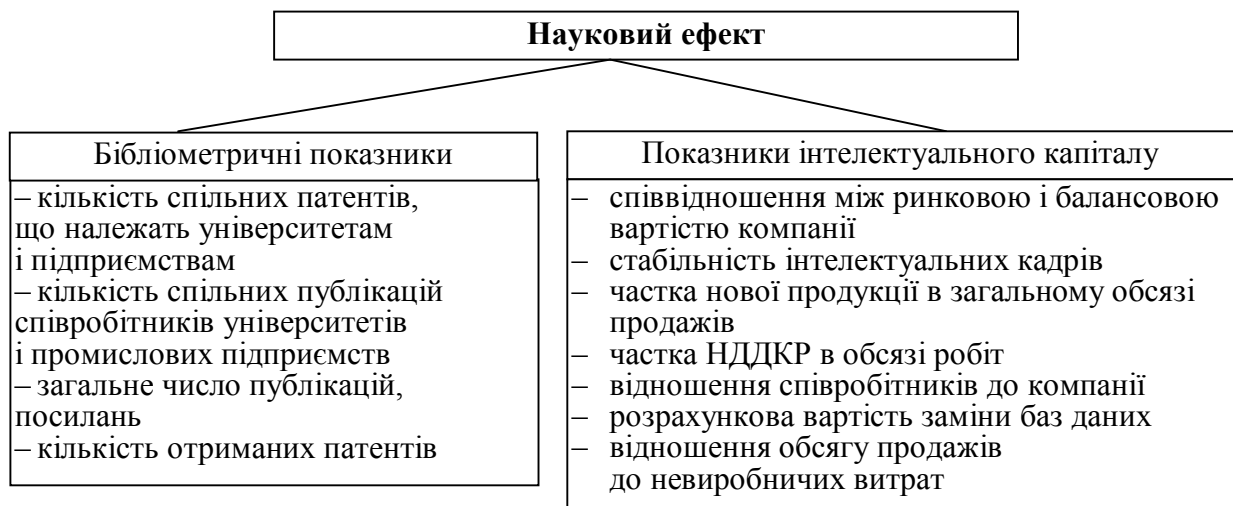 Науковий ефект
Бібліометричні показники
– кількість спільних патентів,
що належать університетам
і підприємствам
– кількість спільних публікацій
співробітників університетів
і промислових підприємств
– загальне число публікацій,
посилань
– кількість отриманих патентів
Показники інтелектуального капіталу
– співвідношення між ринковою і балансовою
вартістю компанії
– стабільність інтелектуальних кадрів
– частка нової продукції в загальному обсязі
продажів
– частка НДДКР в обсязі робіт
– відношення співробітників до компанії
– розрахункова вартість заміни баз даних
– відношення обсягу продажів
до невиробничих витрат